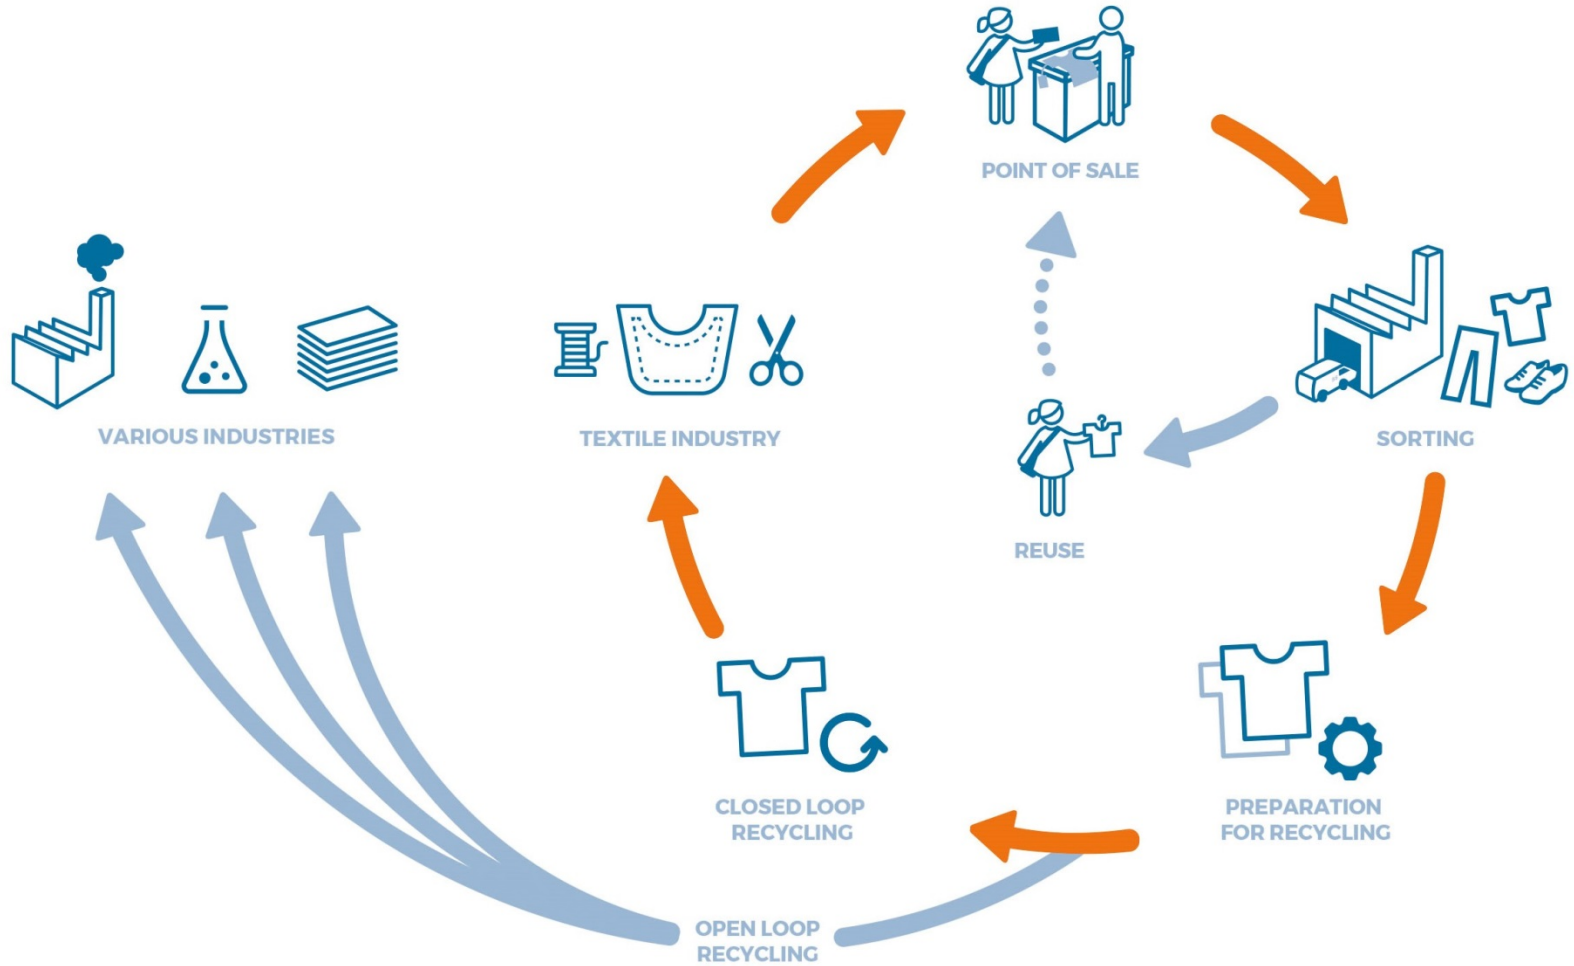 POINT OF SALE
VARIOUS INDUSTRIES
TEXTILE INDUSTRY
SORTING
REUSE
CLOSED LOOP
RECYCLING
PREPARATION
FOR RECYCLING
OPEN LOOP
RECYCLING